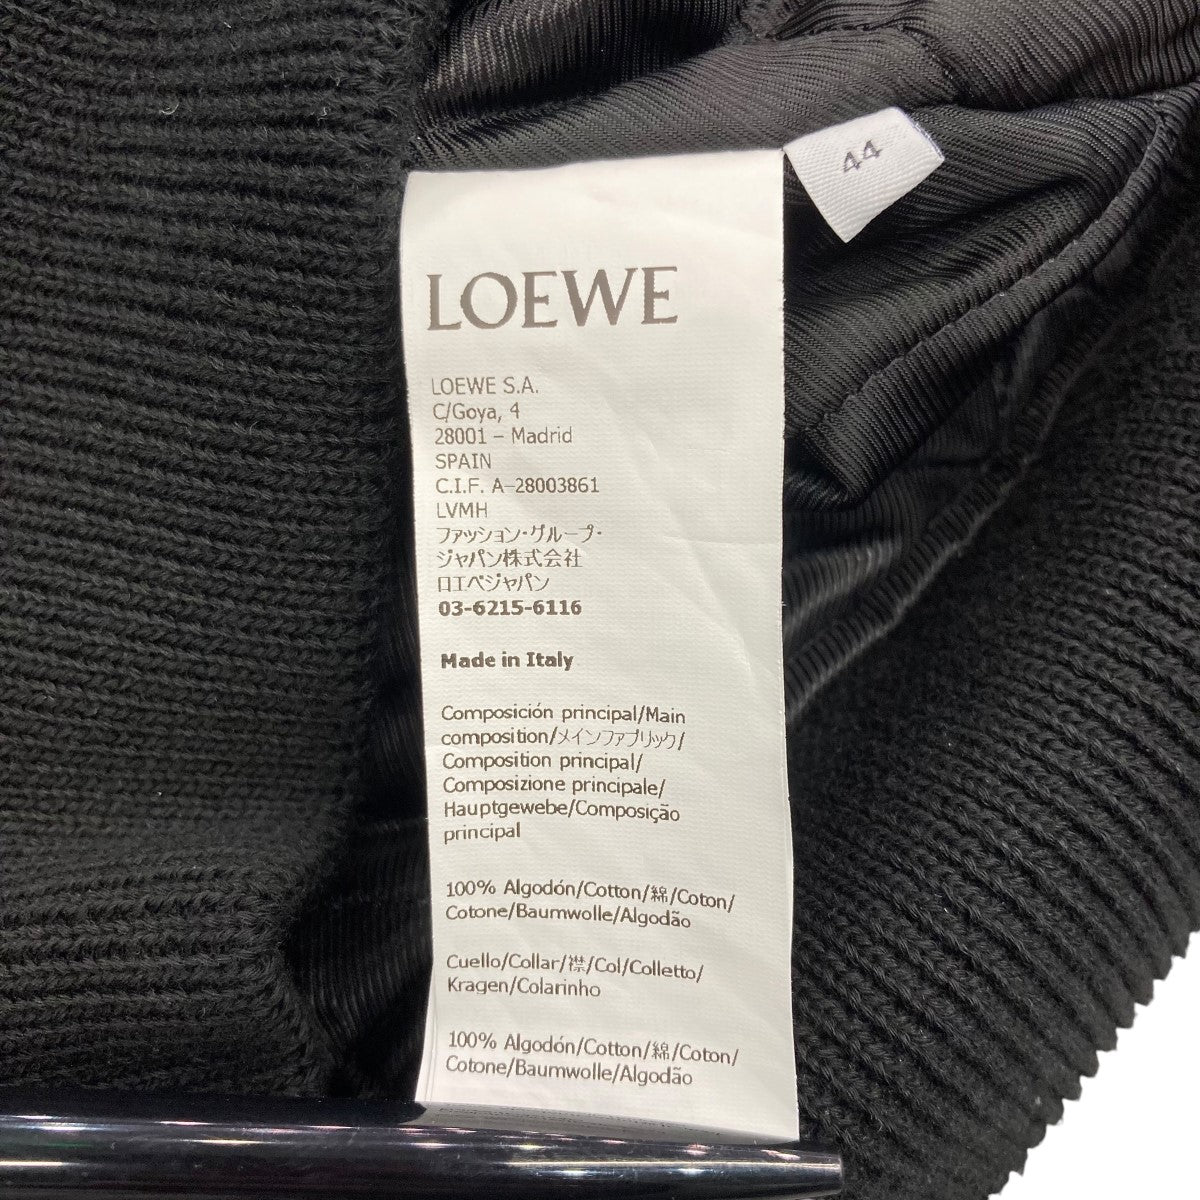 44
LOEWE
LOEWE S.A.
C/Goya, 4
28001 – Madrid
SPAIN
C.I.F. A-28003861
LVMH
ファッション・グループ・
ジャパン株式会社
ロエベジャパン
03-6215-6116
Made in Italy
Composición principal/Main
composition/メインファブリック/
Composition principal/
Composizione principale/
Hauptgewebe/Composição
principal
100% Algodón/Cotton/綿/Coton/
Cotone/Baumwolle/Algodão
Cuello/Collar/襟/Col/Colletto/
Kragen/Colarinho
100% Algodón/Cotton/綿/Coton/
Cotone/Baumwolle/Algodão